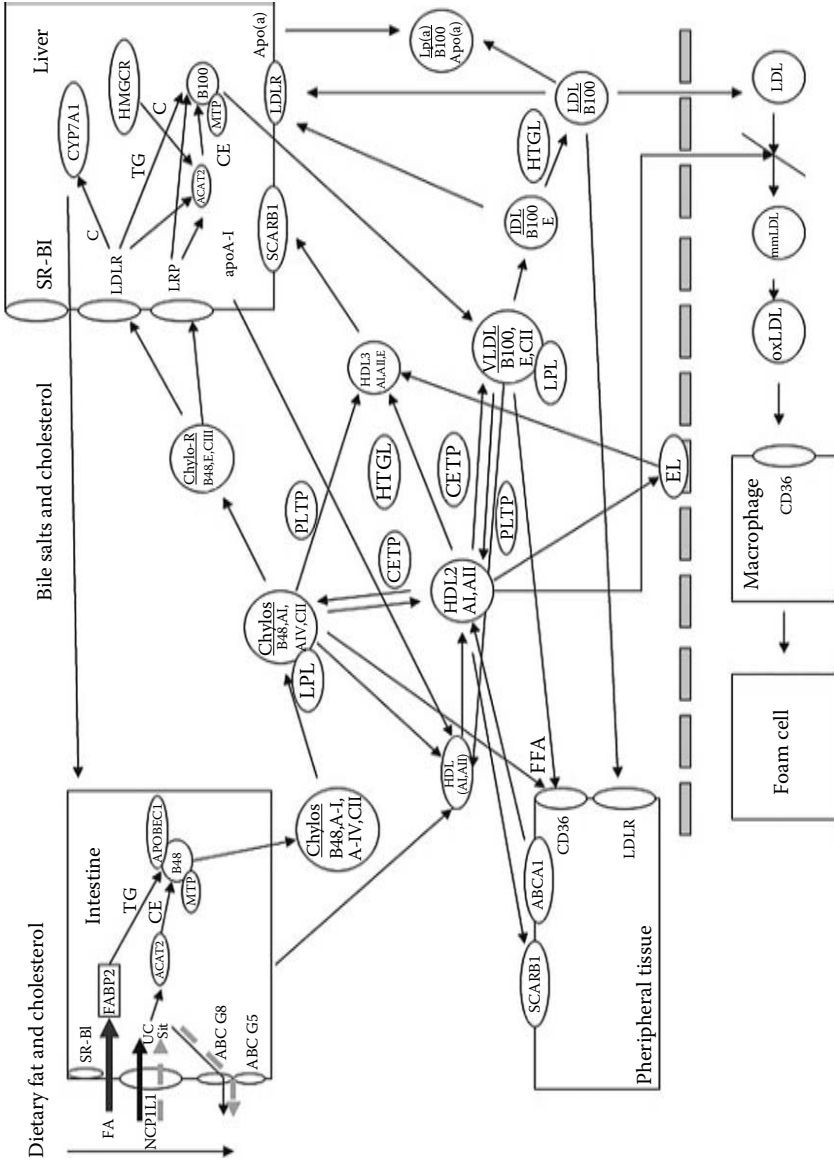 Dietary fat and cholesterol
Bile salts and cholesterol
Intestine
SR-BI
FA
FABP2
NCP1L1
UC
Sit
ABC G8
ABC G5
TG
CE
ACAT2
APOBEC1
B48
MTP
Chylos
B48,A-I,
A-IV,CII
Chylos
B48,AI,
AIV,CII
LPL
Chylo-R
B48,E,CIII
Liver
SR-BI
LDLR
LRP
apoA-I
CYP7A1
HMGCR
C
TG
C
CE
ACAT2
B100
MTP
SCARB1
LDLR
Apo(a)
PLTP
HTGL
CETP
HDL3
AI,AII,E
HDL
(AI,AII)
HDL2
AI,AII
CETP
PLTP
VLDL
B100,
E,CII
LPL
IDL
B100
E
HTGL
LDL
B100
Lp(a)
B100
Apo(a)
FFA
EL
SCARB1
ABCA1
CD36
LDLR
Pheripheral tissue
Foam cell
Macrophage
CD36
oxLDL
mmLDL
LDL